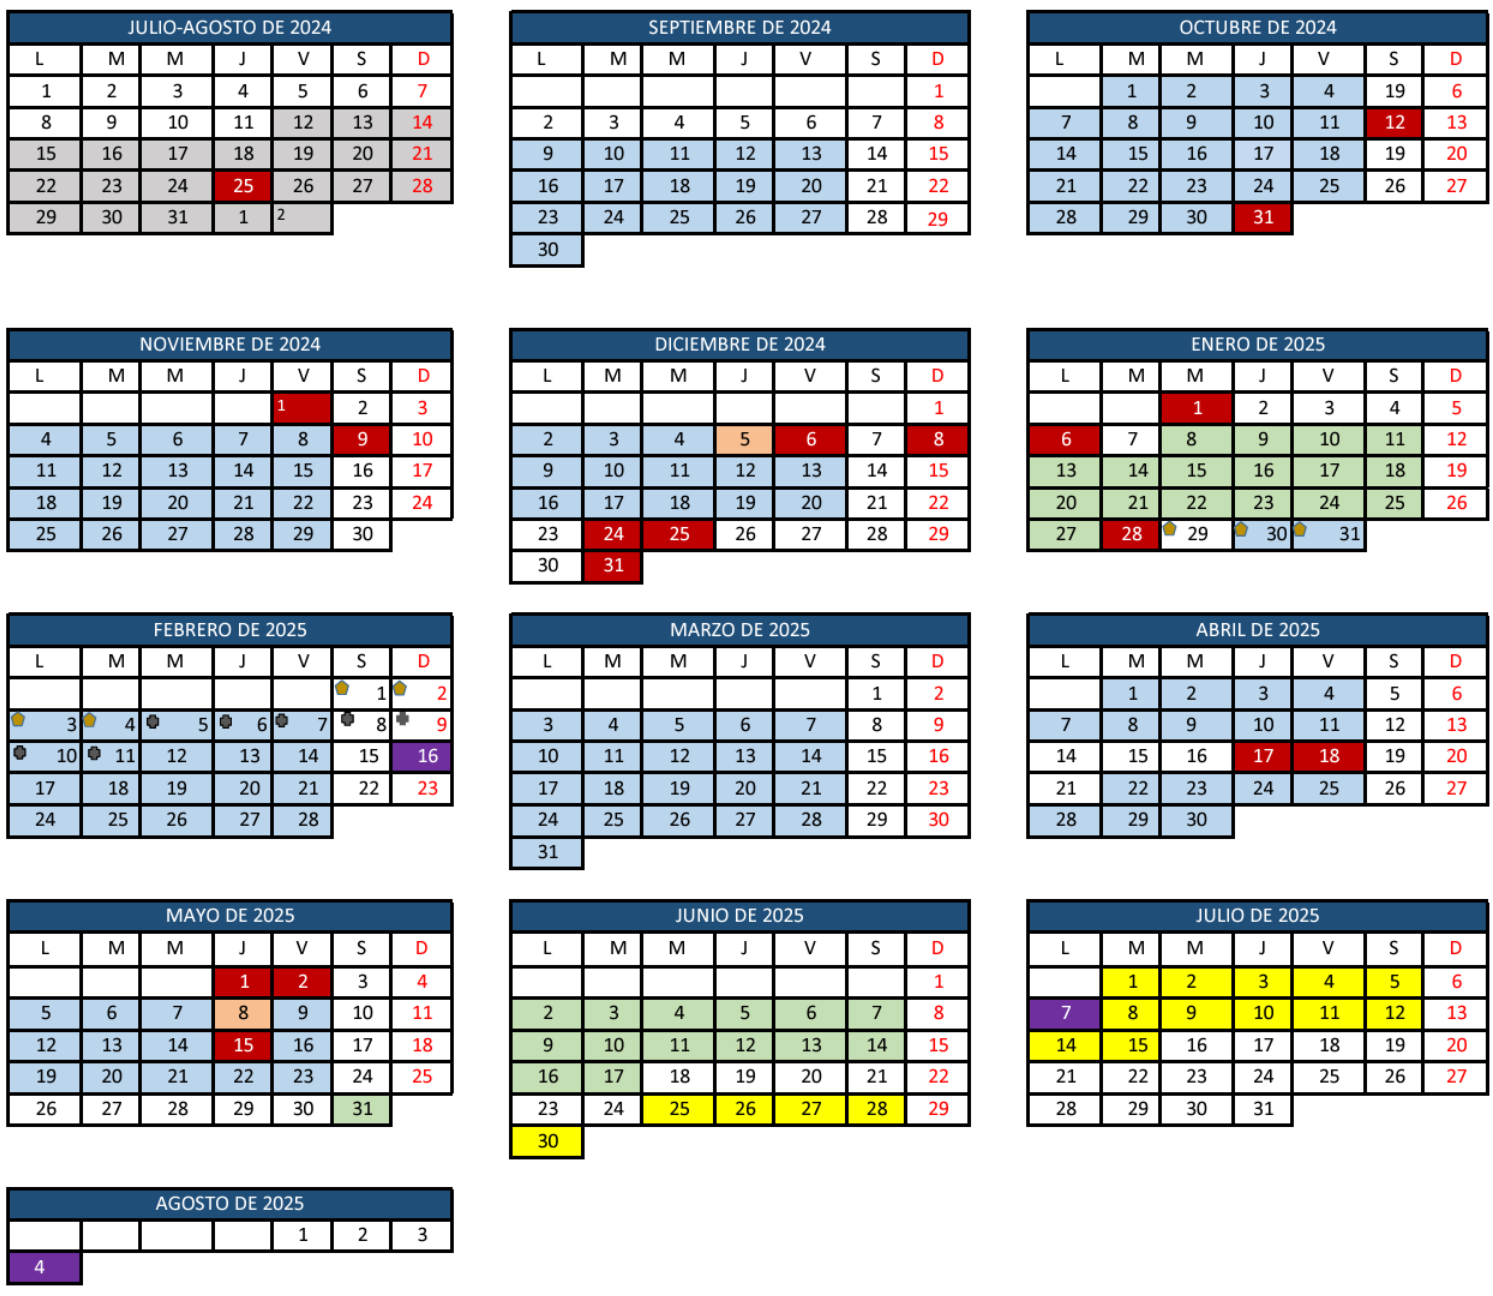 JULIO-AGOSTO DE 2024
L M M J V S D
1 2 3 4 5 6 7
8 9 10 11 12 13 14
15 16 17 18 19 20 21
22 23 24 25 26 27 28
29 30 31 1 2
SEPTIEMBRE DE 2024
L M M J V S D
1
2 3 4 5 6 7 8
9 10 11 12 13 14 15
16 17 18 19 20 21 22
23 24 25 26 27 28 29
30
OCTUBRE DE 2024
L M M J V S D
1 2 3 4 19 6
7 8 9 10 11 12 13
14 15 16 17 18 19 20
21 22 23 24 25 26 27
28 29 30 31
NOVIEMBRE DE 2024
L M M J V S D
1 2 3
4 5 6 7 8 9 10
11 12 13 14 15 16 17
18 19 20 21 22 23 24
25 26 27 28 29 30
DICIEMBRE DE 2024
L M M J V S D
1
2 3 4 5 6 7 8
9 10 11 12 13 14 15
16 17 18 19 20 21 22
23 24 25 26 27 28 29
30 31
ENERO DE 2025
L M M J V S D
1 2 3 4 5
6 7 8 9 10 11 12
13 14 15 16 17 18 19
20 21 22 23 24 25 26
27 28 29 30 31
FEBRERO DE 2025
L M M J V S D
1 2
3 4 5 6 7 8 9
10 11 12 13 14 15 16
17 18 19 20 21 22 23
24 25 26 27 28
MARZO DE 2025
L M M J V S D
1 2
3 4 5 6 7 8 9
10 11 12 13 14 15 16
17 18 19 20 21 22 23
24 25 26 27 28 29 30
31
ABRIL DE 2025
L M M J V S D
1 2 3 4 5 6
7 8 9 10 11 12 13
14 15 16 17 18 19 20
21 22 23 24 25 26 27
28 29 30
MAYO DE 2025
L M M J V S D
1 2 3 4
5 6 7 8 9 10 11
12 13 14 15 16 17 18
19 20 21 22 23 24 25
26 27 28 29 30 31
JUNIO DE 2025
L M M J V S D
1
2 3 4 5 6 7 8
9 10 11 12 13 14 15
16 17 18 19 20 21 22
23 24 25 26 27 28 29
30
JULIO DE 2025
L M M J V S D
1 2 3 4 5 6
7 8 9 10 11 12 13
14 15 16 17 18 19 20
21 22 23 24 25 26 27
28 29 30 31
AGOSTO DE 2025
1 2 3
4